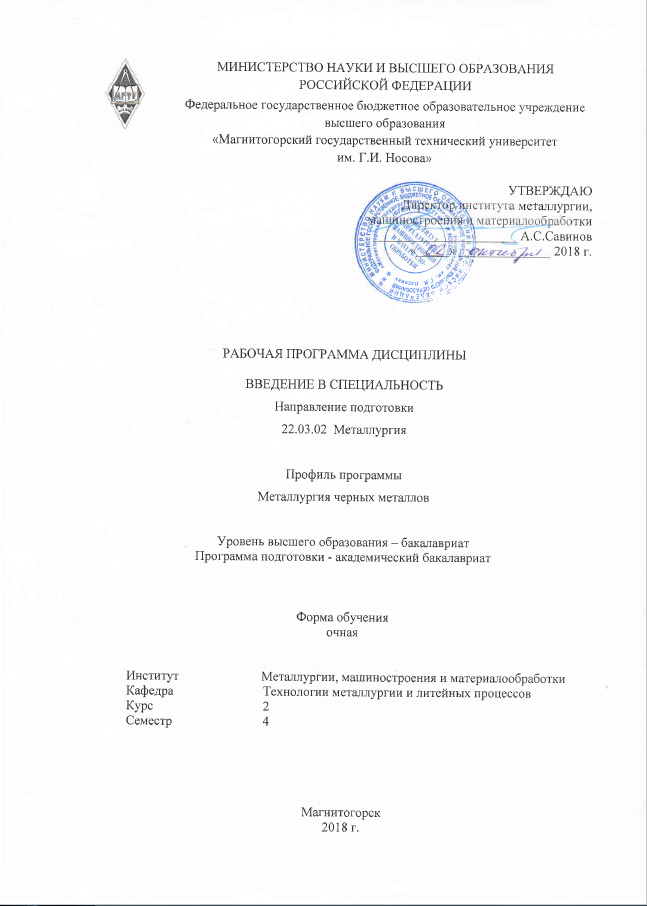 МГТУ
МИНИСТЕРСТВО НАУКИ И ВЫСШЕГО ОБРАЗОВАНИЯ
РОССИЙСКОЙ ФЕДЕРАЦИИ
Федеральное государственное бюджетное образовательное учреждение
высшего образования
«Магнитогорский государственный технический университет
им. Г.И. Носова»
УТВЕРЖДАЮ
Директор института металлургии,
машиностроения и материалообработки
А.С.Савинов
октября 2018 г.
РАБОЧАЯ ПРОГРАММА ДИСЦИПЛИНЫ
ВВЕДЕНИЕ В СПЕЦИАЛЬНОСТЬ
Направление подготовки
22.03.02 Металлургия
Профиль программы
Металлургия черных металлов
Уровень высшего образования – бакалавриат
Программа подготовки - академический бакалавриат
Форма обучения
очная
Институт Металлургии, машиностроения и материалообработки
Кафедра Технологии металлургии и литейных процессов
Курс 2
Семестр 4
Магнитогорск
2018 г.